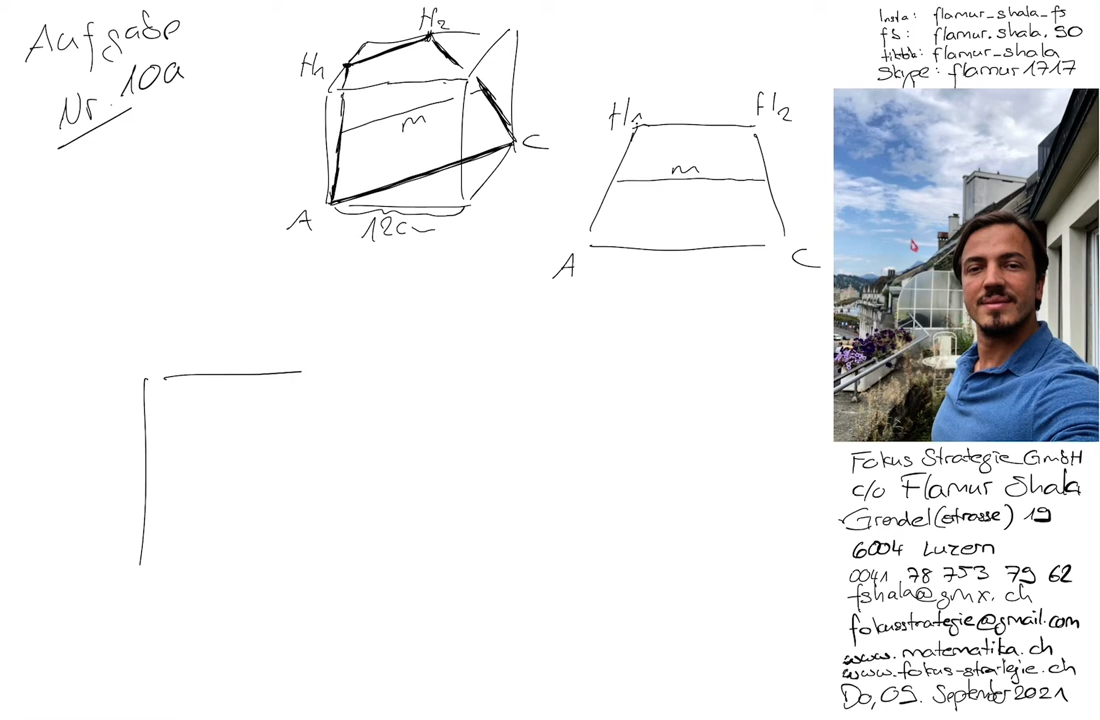 Aufgabe
Nr. 10a
H2
H1
m
C
A
12cm
H1
H2
m
A
C
Insta: flamur_shala_fs
fb: flamur.shala.90
tiktok: flamur_shala
Skype: flamur1717
Fokus Strategie GmbH
c/o Flamur Shala
Grendel(strasse) 19
6004 Luzern
0041 78 753 79 62
fshala@gmx.ch
fokusstrategie@gmail.com
www.matematika.ch
www.fokus-strategie.ch
Do, 09. September 2021